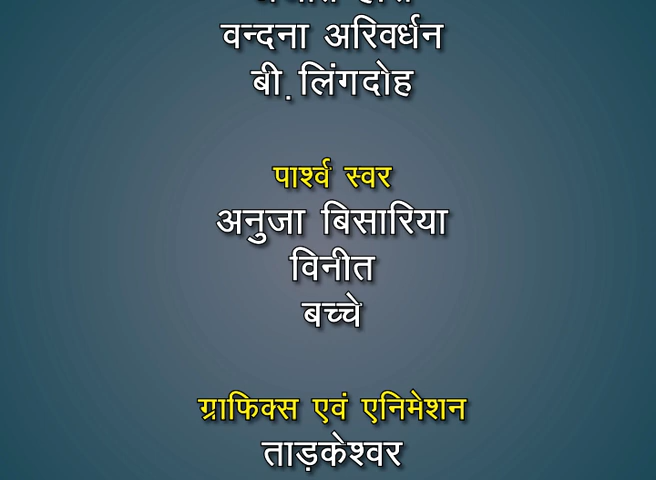 वन्दना अरिवर्धन
बी. लिंगदोह
पार्श्व स्वर
अनुजा बिसारिया
विनीत
बच्चे
ग्राफिक्स एवं एनिमेशन
ताड़केश्वर